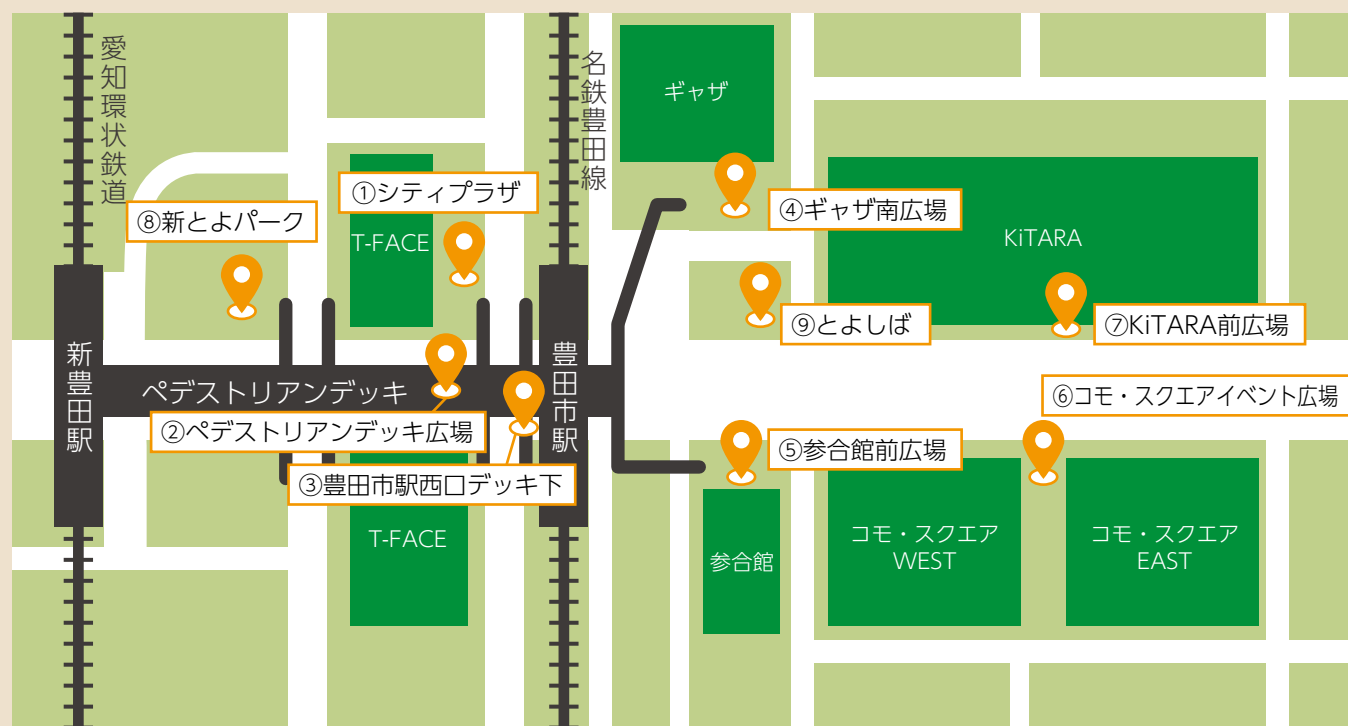 愛知環状鉄道
名鉄豊田線
ギャザ
①シティプラザ
⑧新とよパーク
T-FACE
④ギャザ南広場
KiTARA
⑨とよしば
⑦KiTARA前広場
新豊田駅
ペデストリアンデッキ
豊田市駅
⑥コモ・スクエアイベント広場
②ペデストリアンデッキ広場
⑤参合館前広場
③豊田市駅西口デッキ下
T-FACE
参合館
コモ・スクエア
WEST
コモ・スクエア
EAST